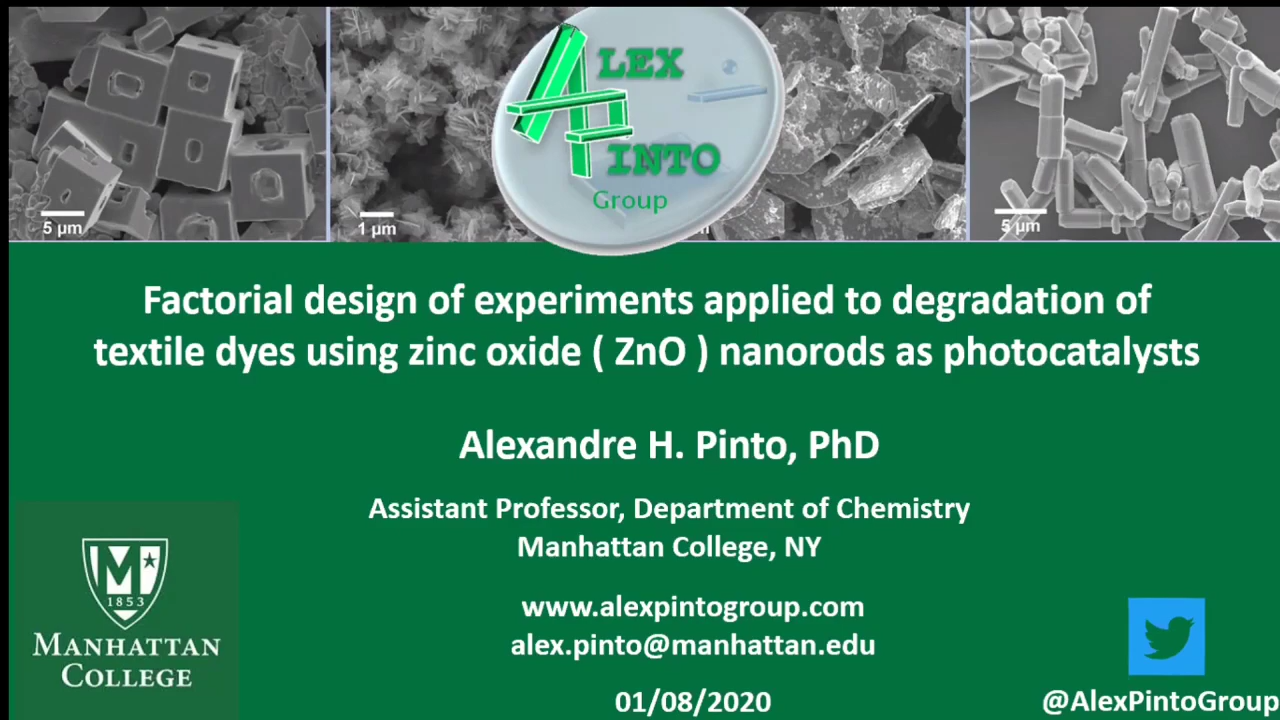 ALEX
PINTO
Group
5 µm
1 µm
5 µm
Factorial design of experiments applied to degradation of
textile dyes using zinc oxide ( ZnO ) nanorods as photocatalysts
Alexandre H. Pinto, PhD
Assistant Professor, Department of Chemistry
Manhattan College, NY
www.alexpintogroup.com
alex.pinto@manhattan.edu
01/08/2020
M
1853
MANHATTAN
COLLEGE
@AlexPintoGroup